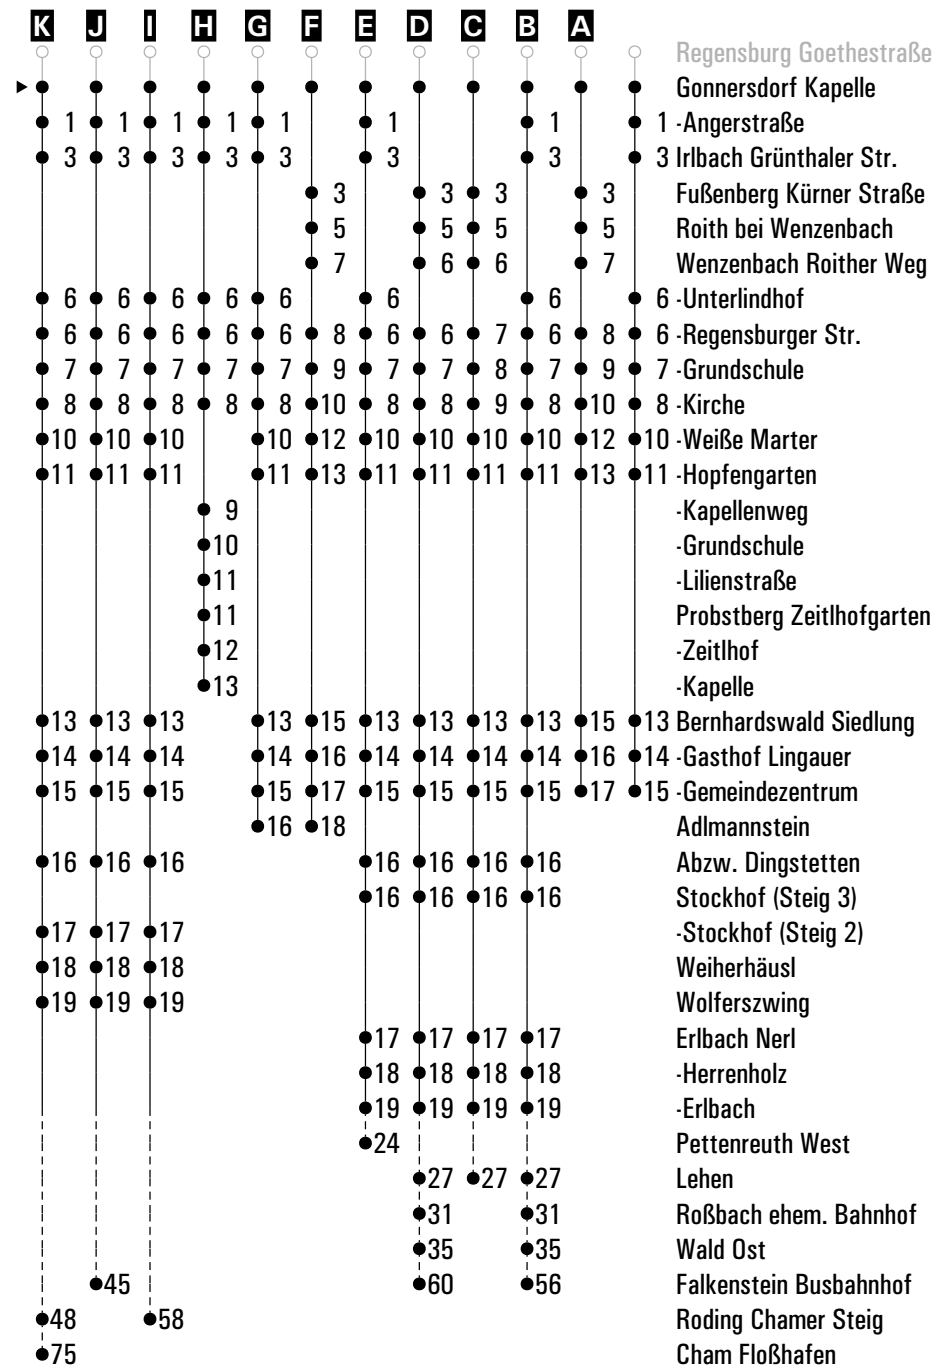 K J I H G F E D C B A
Regensburg Goethestraße
Gonnersdorf Kapelle
1 1 1 1 1 1 1 1 -Angerstraße
3 3 3 3 3 3 3 3 Irlbach Grünthaler Str.
3 3 3 3 Fußenberg Kürner Straße
5 5 5 5 Roith bei Wenzenbach
7 6 6 7 Wenzenbach Roither Weg
6 6 6 6 6 6 6 6 -Unterlindhof
6 6 6 6 6 8 6 6 7 6 8 6 -Regensburger Str.
7 7 7 7 7 9 7 7 8 7 9 7 -Grundschule
8 8 8 8 8 10 8 8 9 8 10 8 -Kirche
10 10 10 10 12 10 10 10 10 12 10 -Weiße Marter
11 11 11 11 13 11 11 11 11 13 11 -Hopfengarten
9 -Kapellenweg
10 -Grundschule
11 -Lilienstraße
11 Probstberg Zeitlhofgarten
12 -Zeitlhof
13 -Kapelle
13 13 13 13 15 13 13 13 13 15 13 Bernhardswald Siedlung
14 14 14 14 16 14 14 14 14 16 14 -Gasthof Lingauer
15 15 15 15 17 15 15 15 15 17 15 -Gemeindezentrum
16 18 Adlmannstein
16 16 16 16 16 16 16 Abzw. Dingstetten
16 16 16 16 Stockhof (Steig 3)
17 17 17 -Stockhof (Steig 2)
18 18 18 Weiherhäusl
19 19 19 Wolferszwing
17 17 17 17 Erlbach Nerl
18 18 18 18 -Herrenholz
19 19 19 19 -Erlbach
24 Pettenreuth West
27 27 27 Lehen
31 31 Roßbach ehem. Bahnhof
35 35 Wald Ost
45 60 56 Falkenstein Busbahnhof
48 58 Roding Chamer Steig
75 Cham Floßhafen